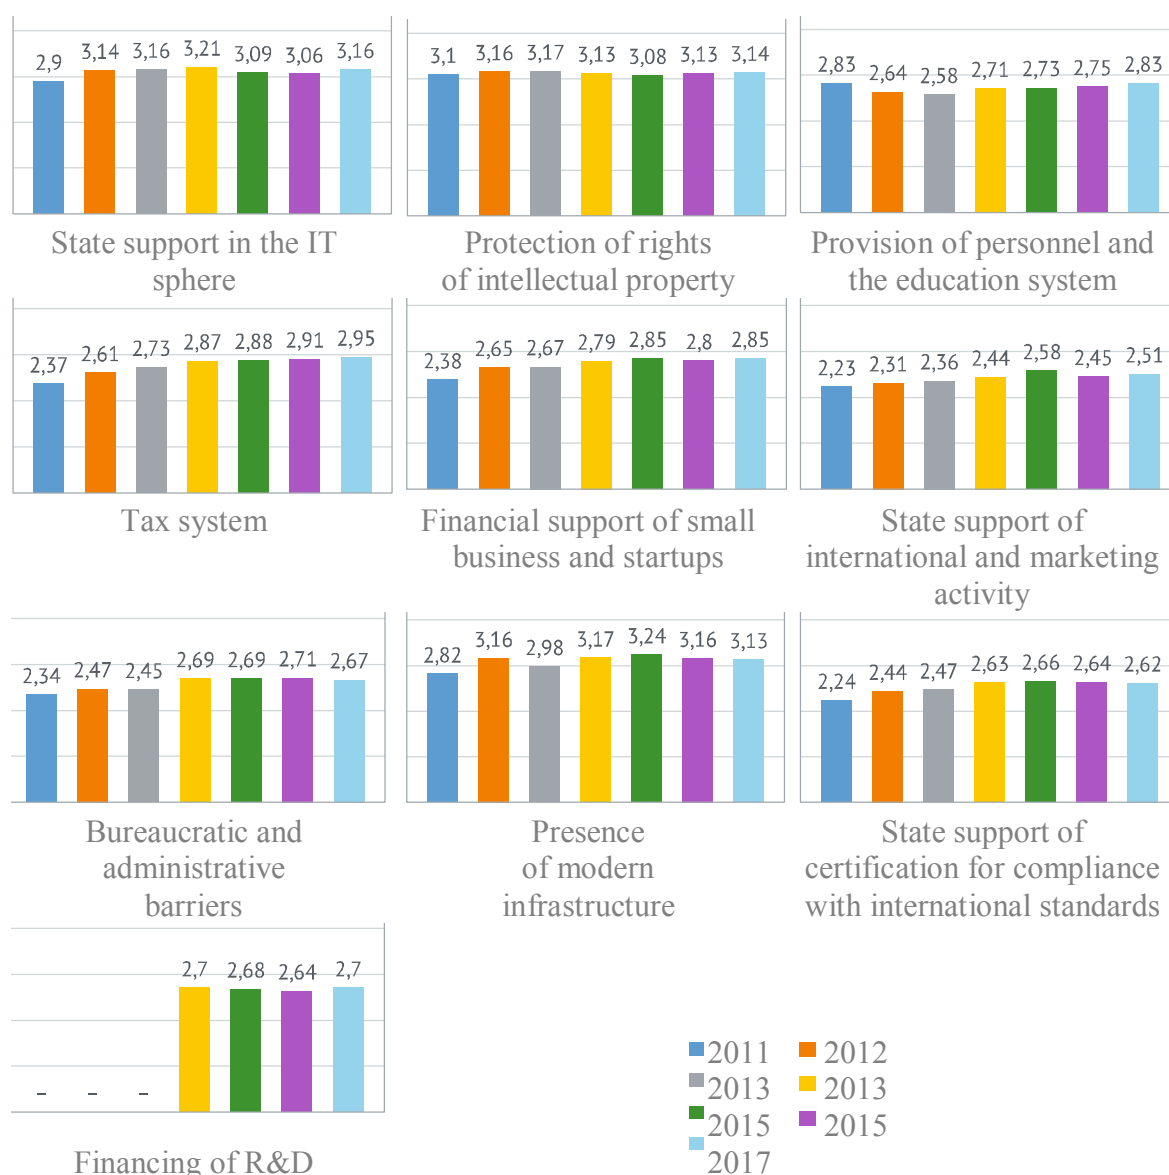 2,9 3,14 3,16 3,21 3,09 3,06 3,16
State support in the IT
sphere
3,1 3,16 3,17 3,13 3,08 3,13 3,14
Protection of rights
of intellectual property
2,83 2,64 2,58 2,71 2,73 2,75 2,83
Provision of personnel and
the education system
2,37 2,61 2,73 2,87 2,88 2,91 2,95
Tax system
2,38 2,65 2,67 2,79 2,85 2,8 2,85
Financial support of small
business and startups
2,23 2,31 2,36 2,44 2,58 2,45 2,51
State support of
international and marketing
activity
2,34 2,47 2,45 2,69 2,69 2,71 2,67
Bureaucratic and
administrative
barriers
2,82 3,16 2,98 3,17 3,24 3,16 3,13
Presence
of modern
infrastructure
2,24 2,44 2,47 2,63 2,66 2,64 2,62
State support of
certification for compliance
with international standards
– – – 2,7 2,68 2,64 2,7
Financing of R&D
2011 2012
2013 2013
2015 2015
2017